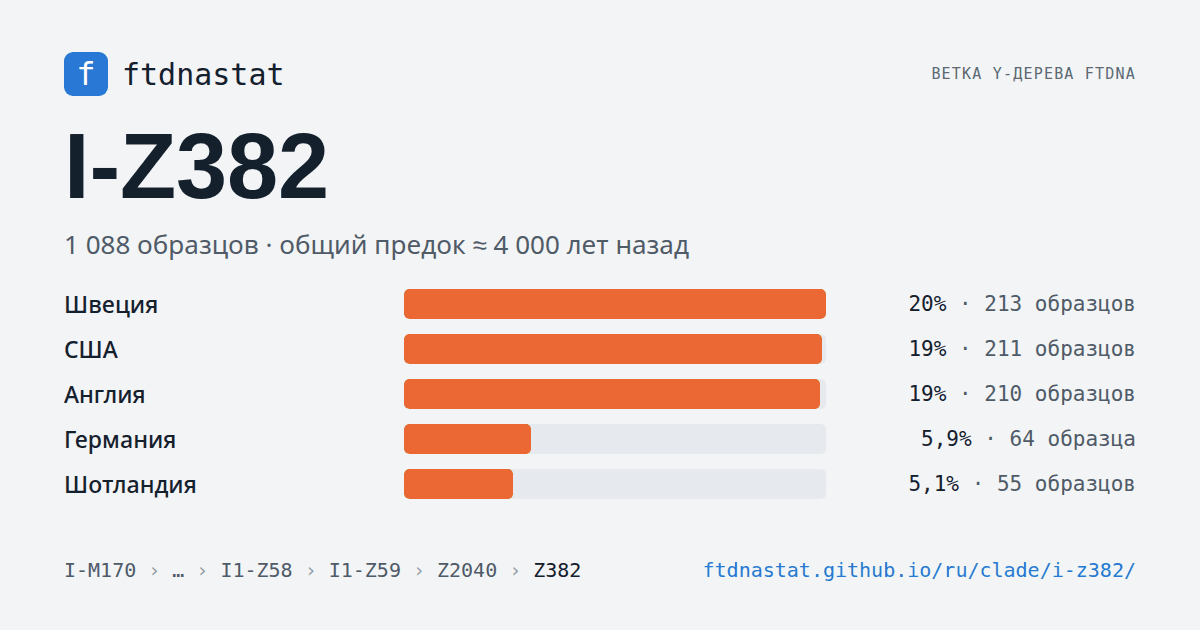 f ftdnastat
ВЕТКА Y-ДЕРЕВА FTDNA
I-Z382
1 088 образцов · общий предок ≈ 4 000 лет назад
Швеция 20% · 213 образцов
США 19% · 211 образцов
Англия 19% · 210 образцов
Германия 5,9% · 64 образца
Шотландия 5,1% · 55 образцов
I-M170 › … › I1-Z58 › I1-Z59 › Z2040 › Z382
ftdnastat.github.io/ru/clade/i-z382/